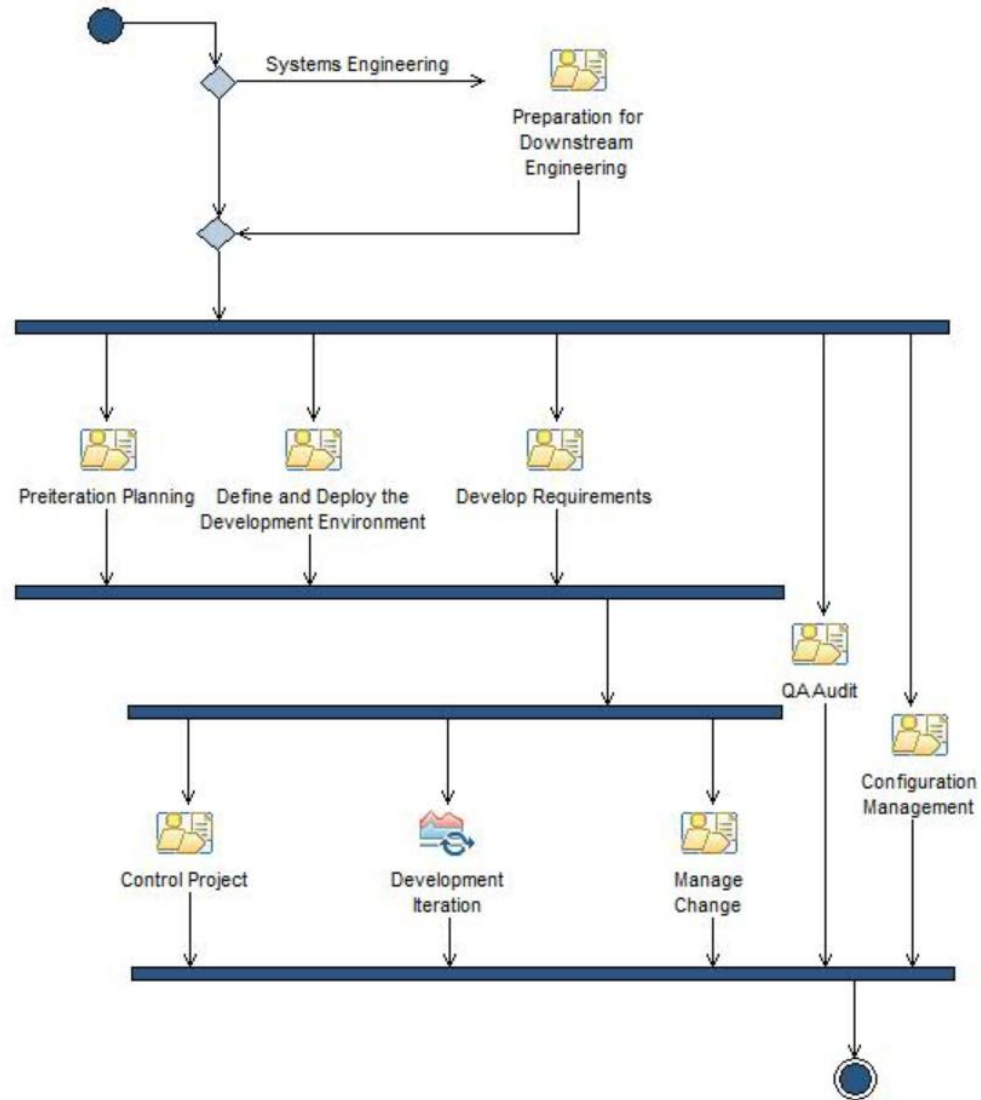 Systems Engineering
Preparation for
Downstream
Engineering
Preiteration Planning
Define and Deploy the
Development Environment
Develop Requirements
QA Audit
Configuration
Management
Control Project
Development
Iteration
Manage
Change